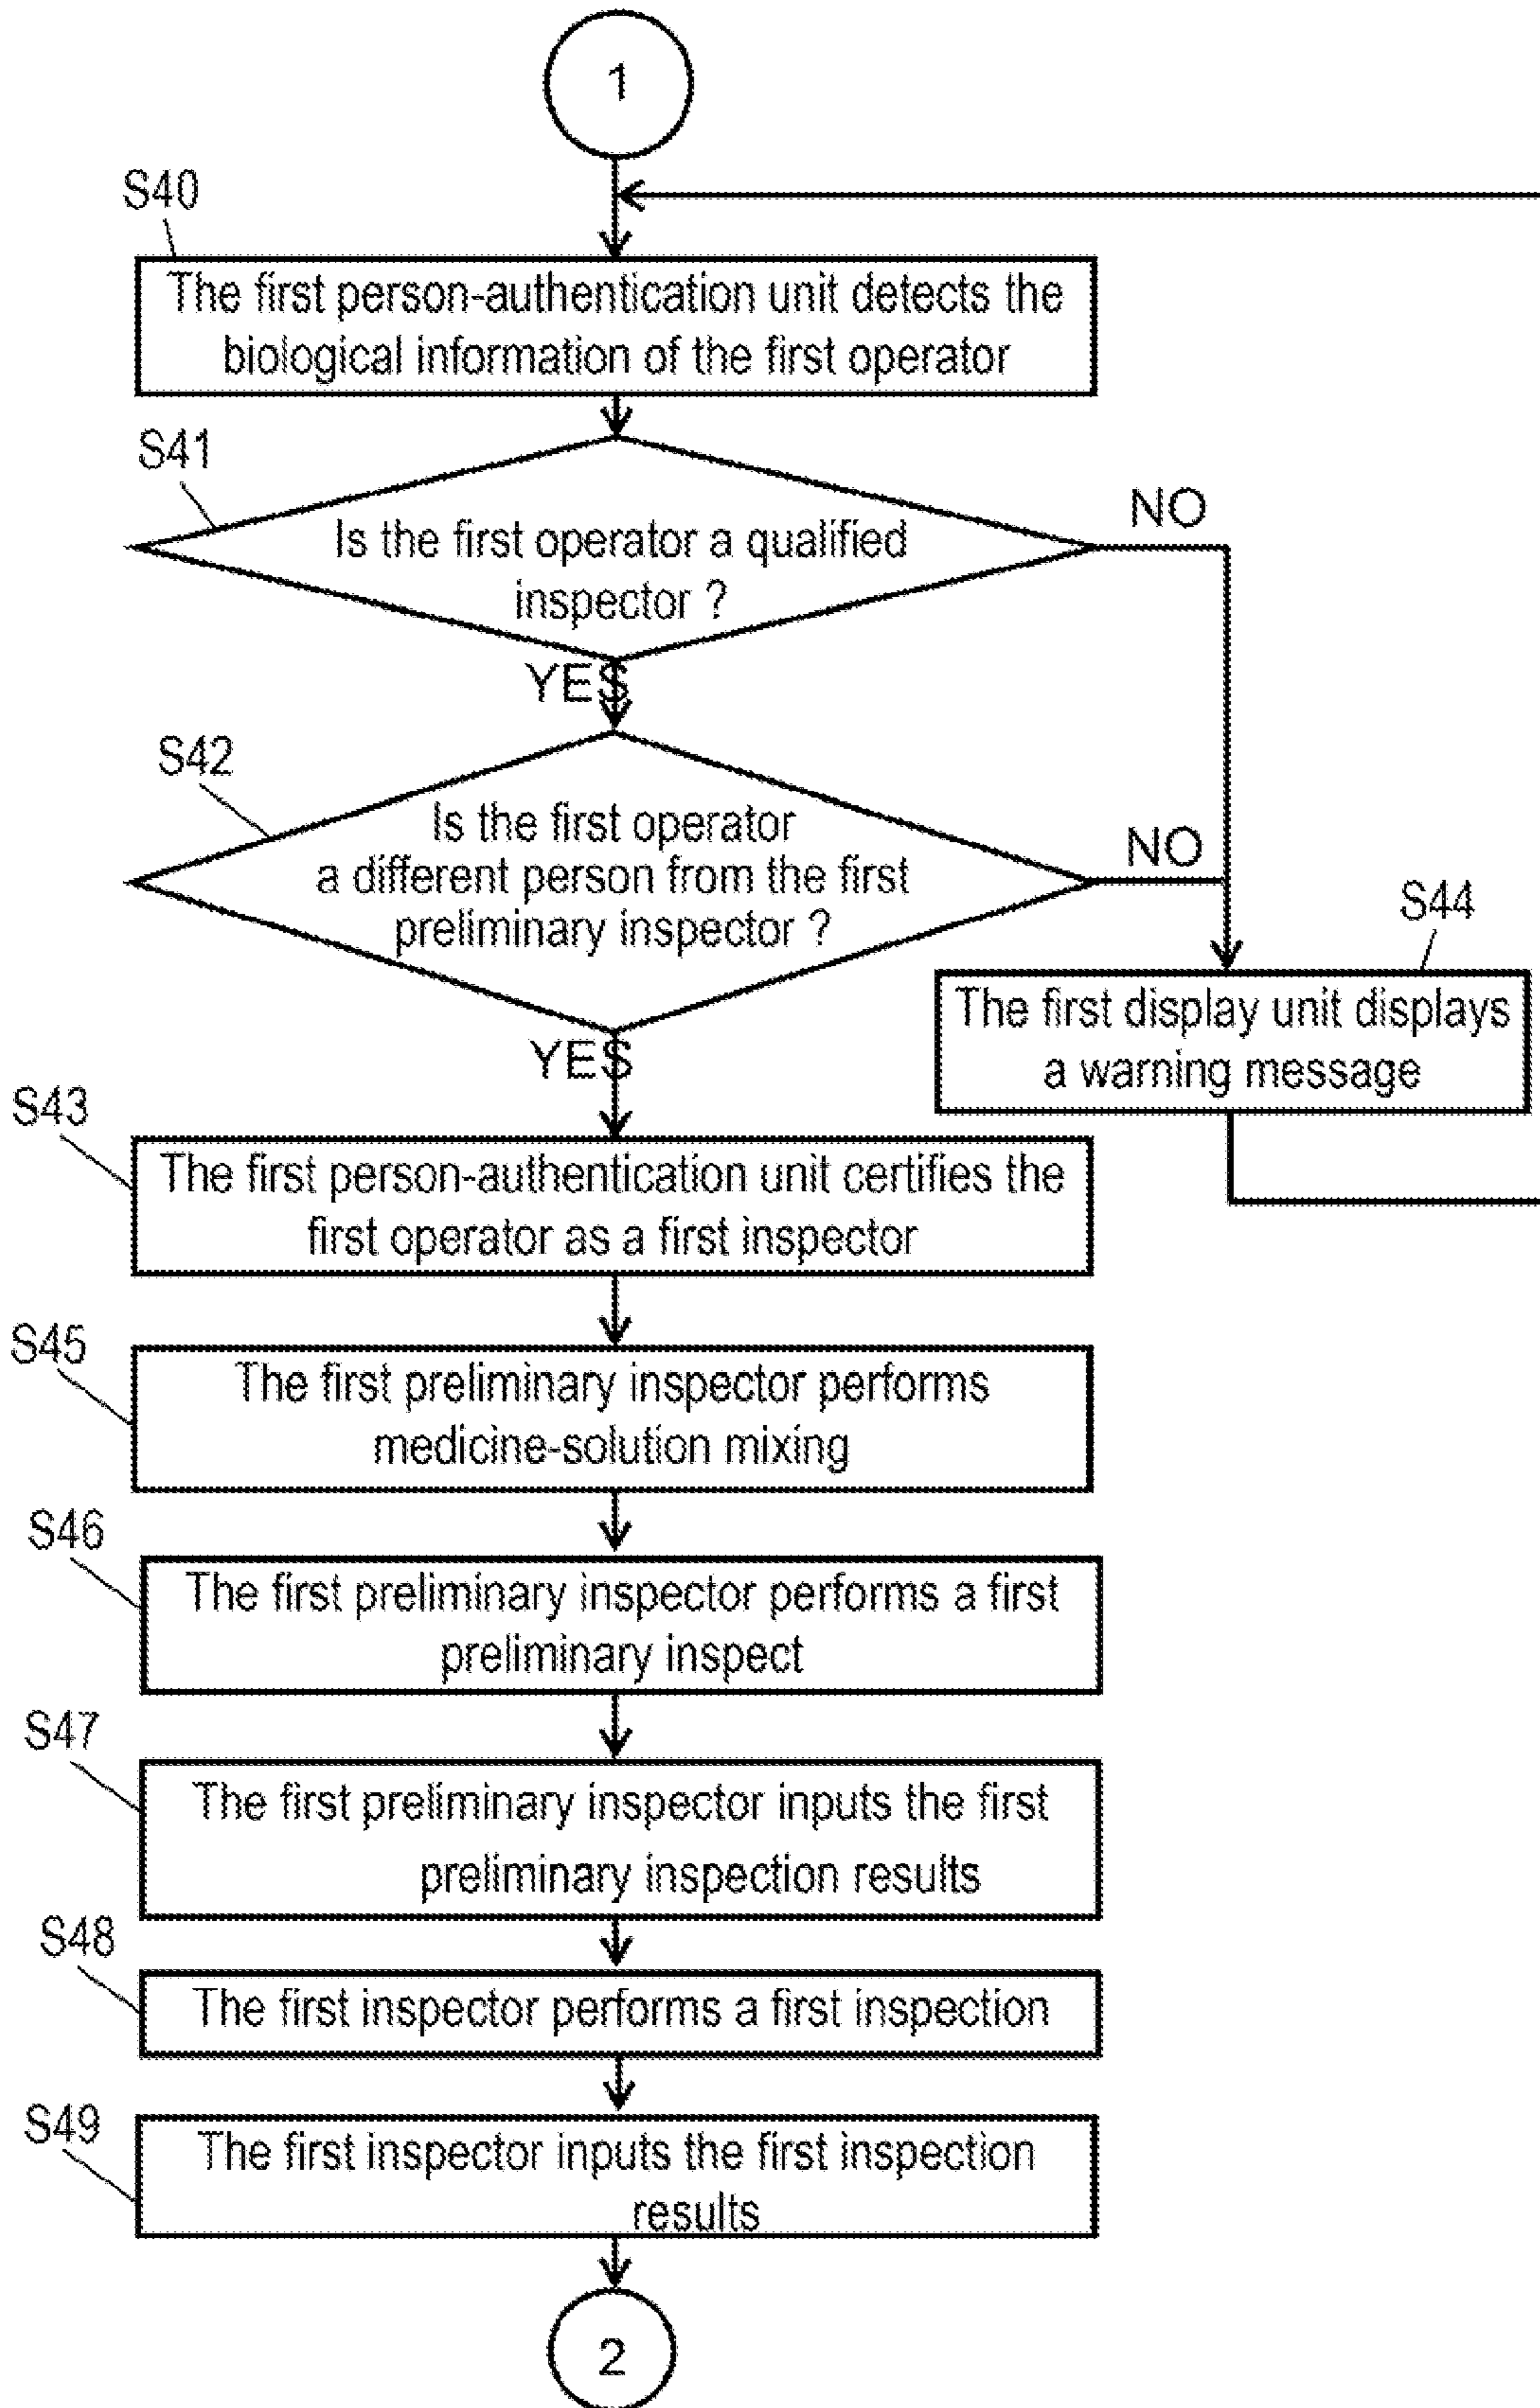 1
S40
The first person-authentication unit detects the
biological information of the first operator
S41
Is the first operator a qualified
inspector ?
NO
YES
S42
Is the first operator
a different person from the first
preliminary inspector ?
NO
YES
S44
The first display unit displays
a warning message
S43
The first person-authentication unit certifies the
first operator as a first inspector
S45
The first preliminary inspector performs
medicine-solution mixing
S46
The first preliminary inspector performs a first
preliminary inspect
S47
The first preliminary inspector inputs the first
preliminary inspection results
S48
The first inspector performs a first inspection
S49
The first inspector inputs the first inspection
results
2